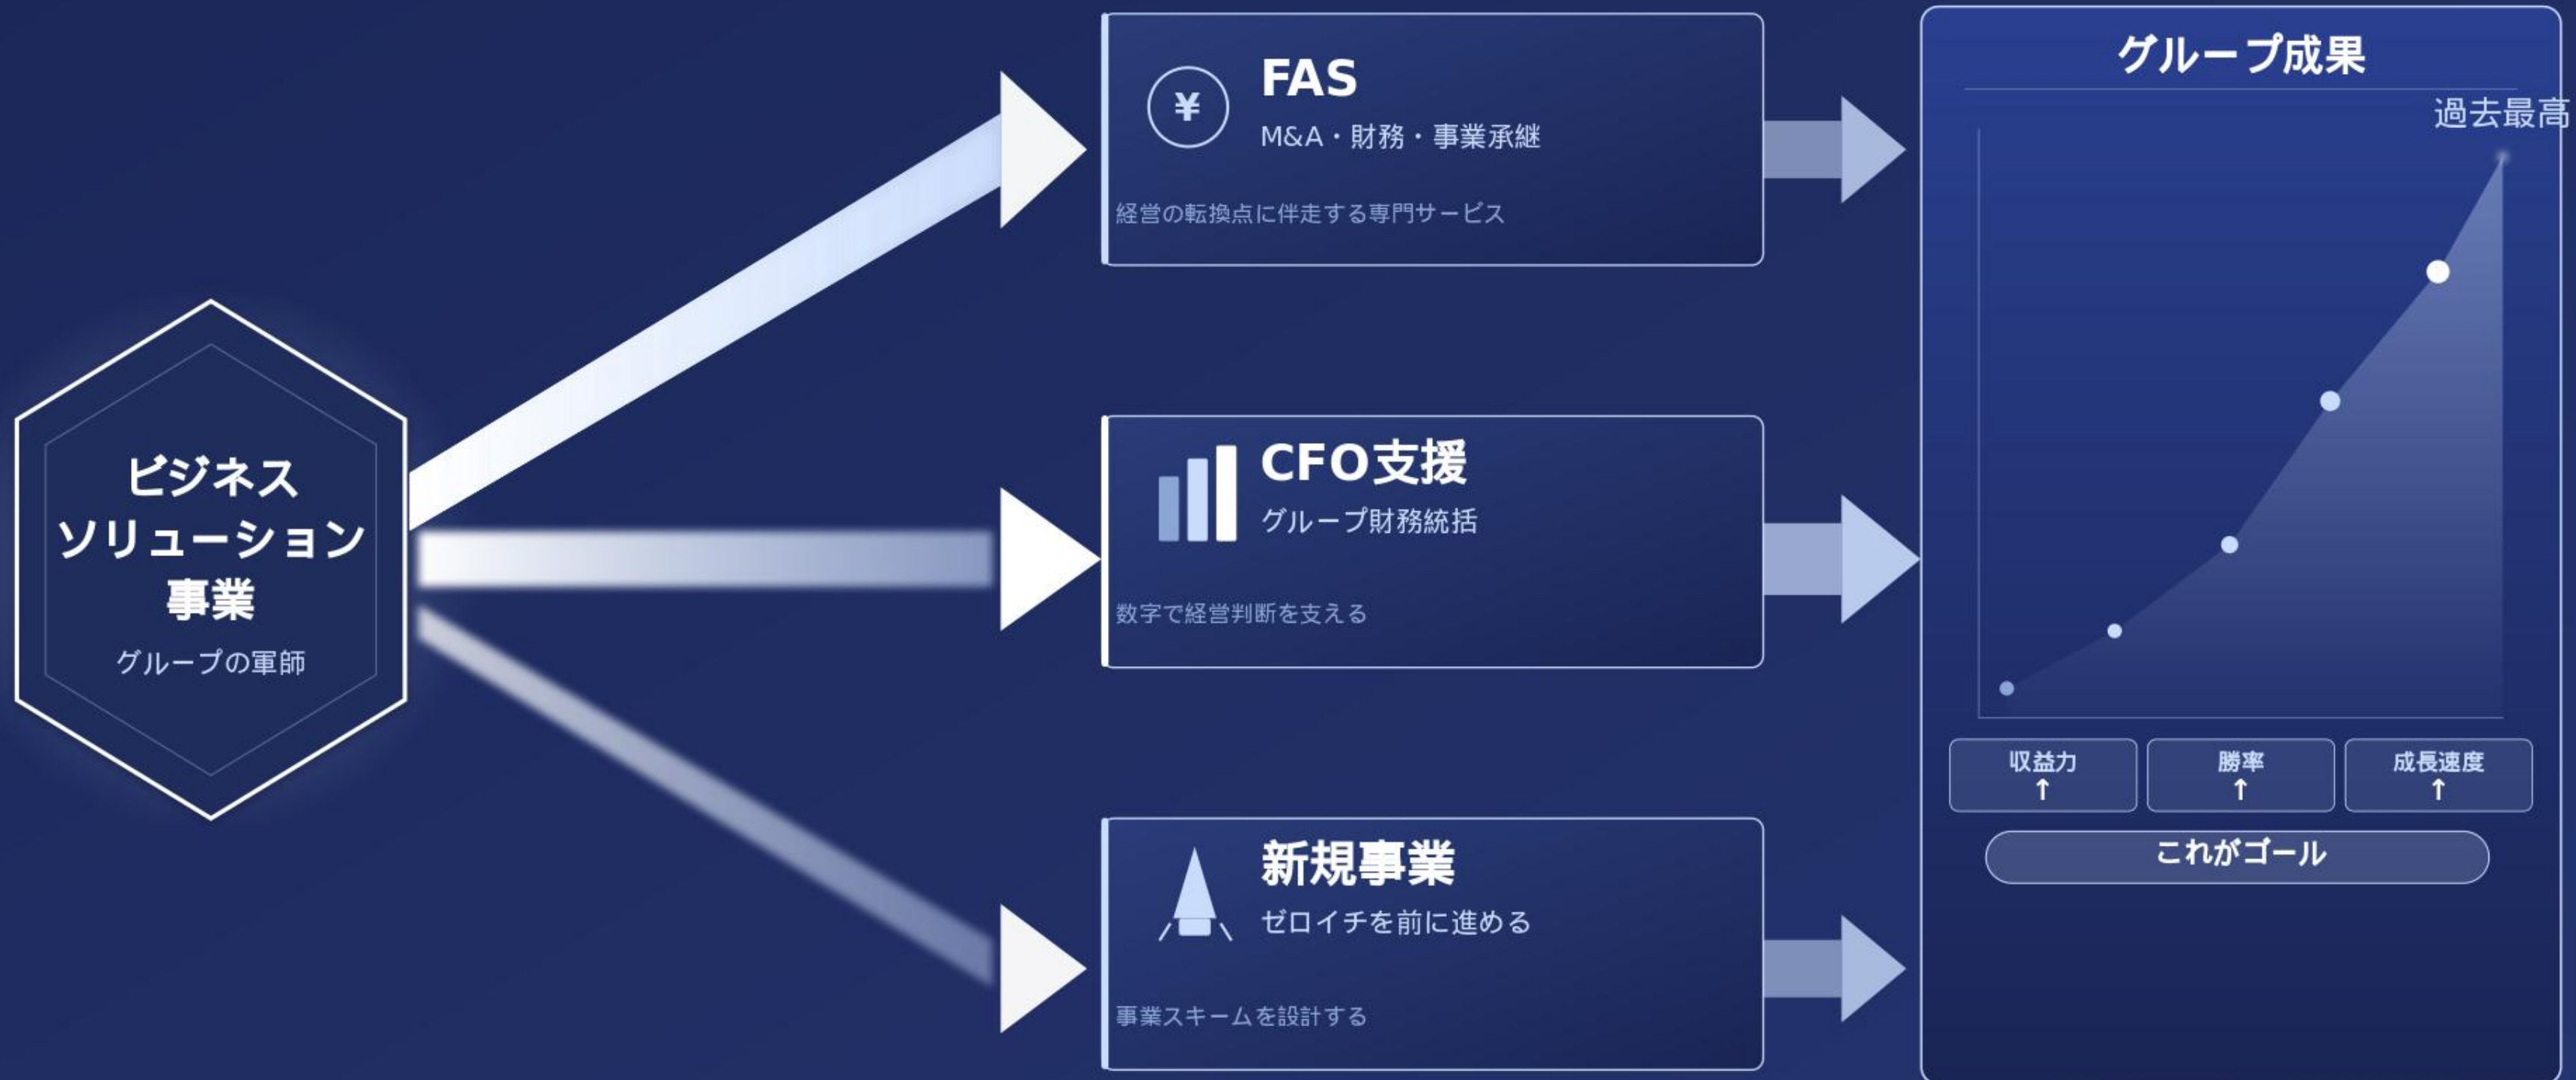 ビジネス
ソリューション
事業
グループの軍師
¥
FAS
M&A・財務・事業承継
経営の転換点に伴走する専門サービス
CFO支援
グループ財務統括
数字で経営判断を支える
新規事業
ゼロイチを前に進める
事業スキームを設計する
グループ成果
過去最高
収益力
↑
勝率
↑
成長速度
↑
これがゴール